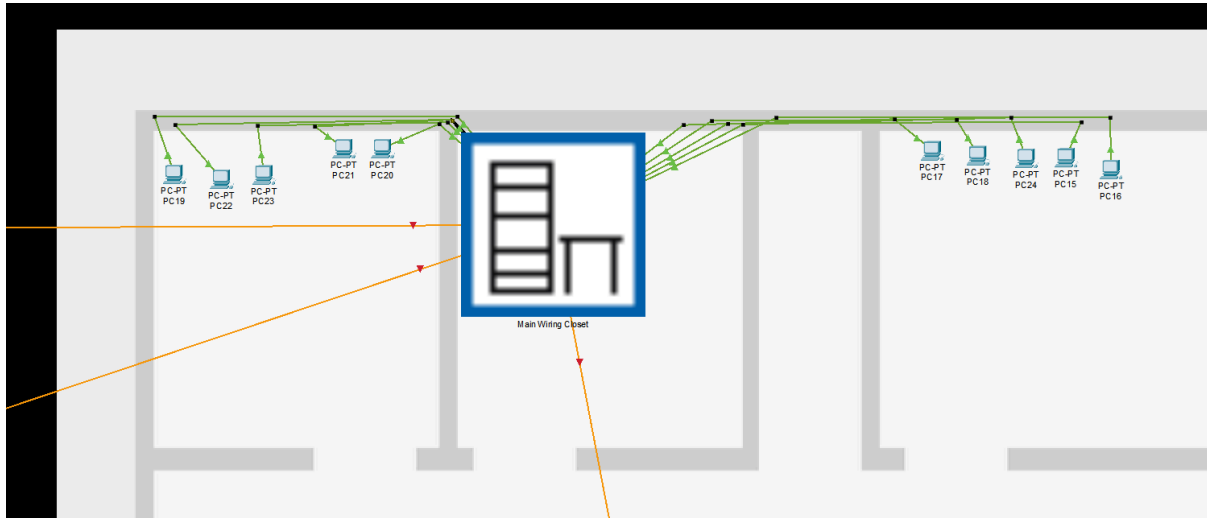 PC-PT
PC21
PC-PT
PC20
PC-PT
PC19
PC-PT
PC22
PC-PT
PC23
PC-PT
PC17
PC-PT
PC18
PC-PT
PC24
PC-PT
PC15
PC-PT
PC16
Main Wiring Closet